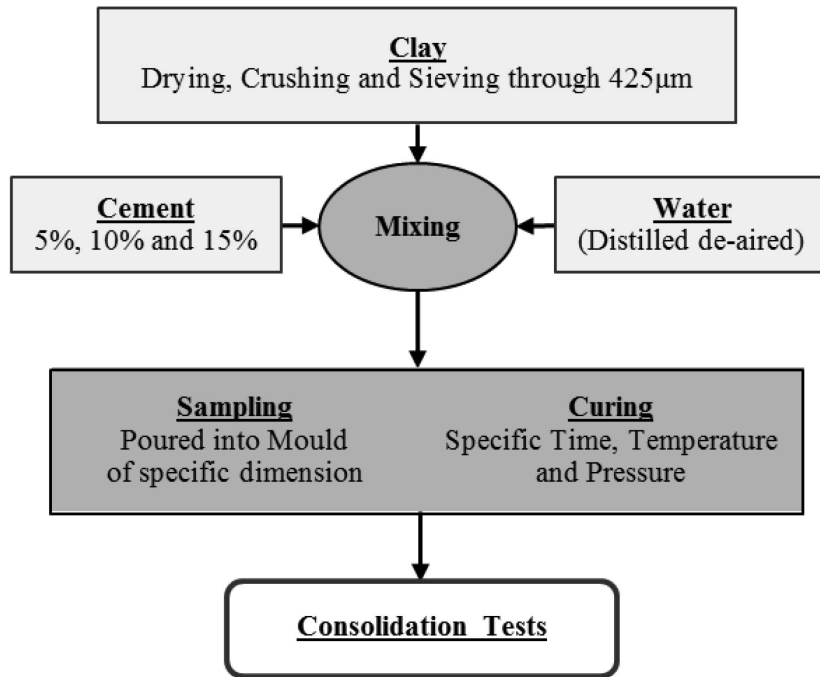 Clay
Drying, Crushing and Sieving through 425μm
Cement
5%, 10% and 15%
Mixing
Water
(Distilled de-aired)
Sampling
Poured into Mould
of specific dimension
Curing
Specific Time, Temperature
and Pressure
Consolidation Tests